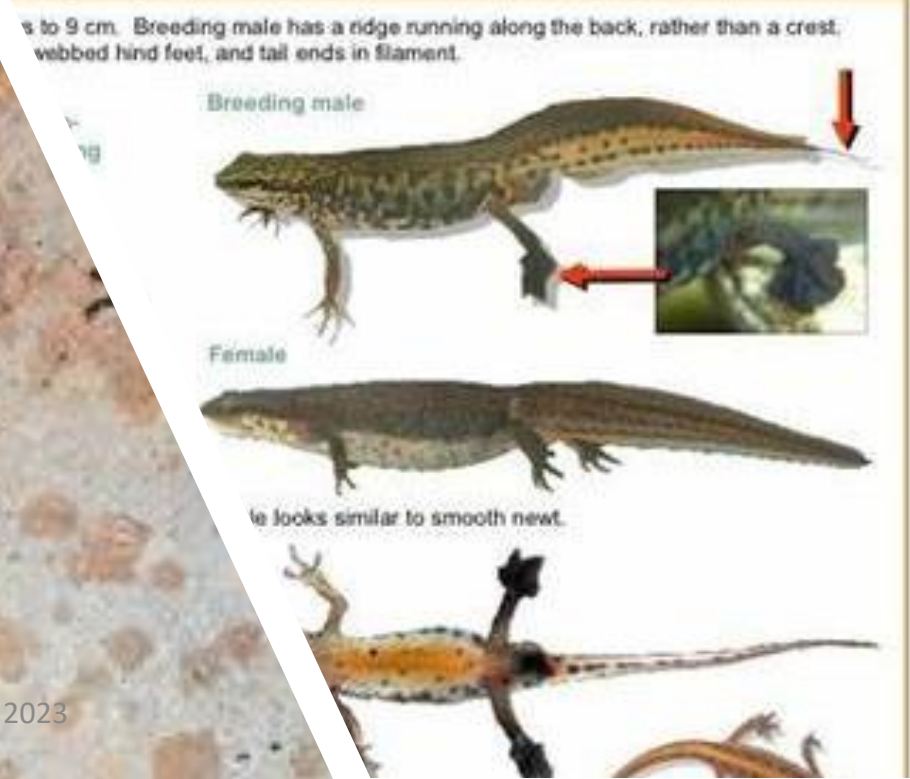 s to 9 cm. Breeding male has a ridge running along the back, rather than a crest.
webbed hind feet, and tail ends in filament.
Breeding male
ng
Female
le looks similar to smooth newt.
2023